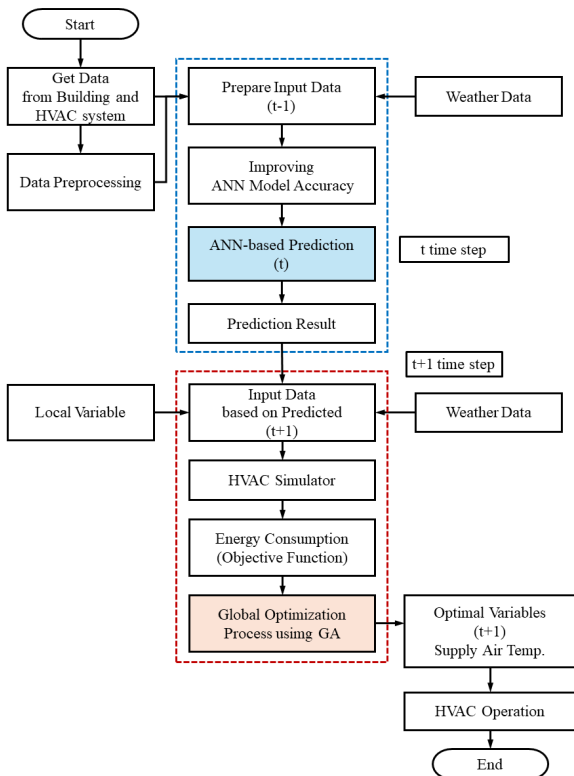 Start
Get Data
from Building and
HVAC system
Data Preprocessing
Prepare Input Data
(t-1)
Weather Data
Improving
ANN Model Accuracy
ANN-based Prediction
(t)
t time step
Prediction Result
t+1 time step
Local Variable
Input Data
based on Predicted
(t+1)
Weather Data
HVAC Simulator
Energy Consumption
(Objective Function)
Global Optimization
Process using GA
Optimal Variables
(t+1)
Supply Air Temp.
HVAC Operation
End